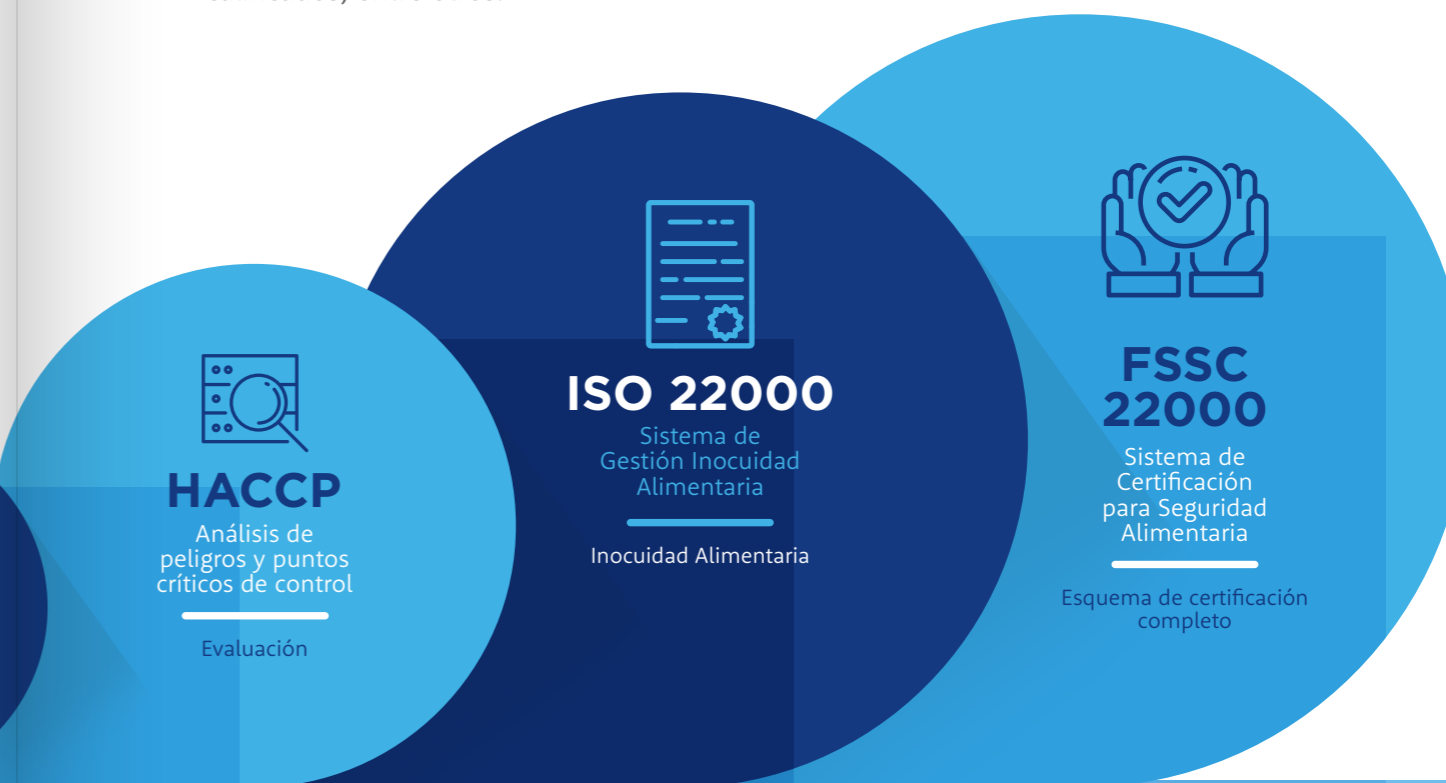 HACCP
Análisis de
peligros y puntos
críticos de control
Evaluación
ISO 22000
Sistema de
Gestión Inocuidad
Alimentaria
Inocuidad Alimentaria
FSSC
22000
Sistema de
Certificación
para Seguridad
Alimentaria
Esquema de certificación
completo